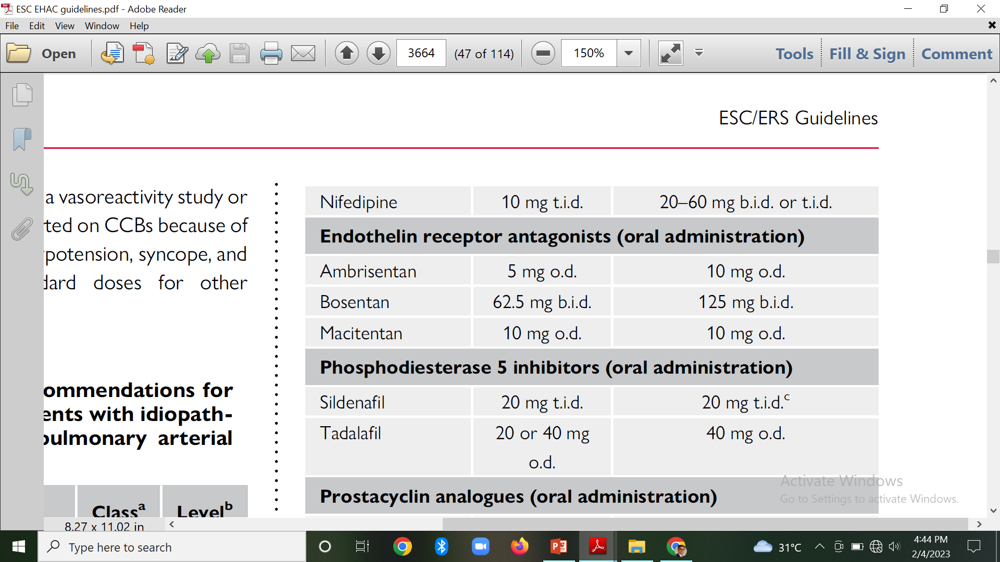 ESC EHAC guidelines.pdf - Adobe Reader
File Edit View Window Help
Open 3664 (47 of 114) 150% Tools Fill & Sign Comment
ESC/ERS Guidelines
a vasoreactivity study or
ted on CCBs because of
potension, syncope, and
dard doses for other
ommendations for
ents with idiopath-
pulmonary arterial
Classa Levelb
Nifedipine 10 mg t.i.d. 20–60 mg b.i.d. or t.i.d.
Endothelin receptor antagonists (oral administration)
Ambrisentan 5 mg o.d. 10 mg o.d.
Bosentan 62.5 mg b.i.d. 125 mg b.i.d.
Macitentan 10 mg o.d. 10 mg o.d.
Phosphodiesterase 5 inhibitors (oral administration)
Sildenafil 20 mg t.i.d. 20 mg t.i.d.c
Tadalafil 20 or 40 mg 40 mg o.d.
o.d.
Prostacyclin analogues (oral administration)
Activate Windows
Go to Settings to activate Windows.
8.27 x 11.02 in
Type here to search 31°C 4:44 PM
2/4/2023